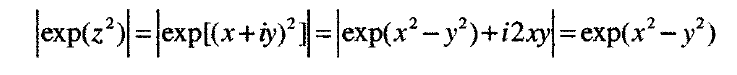 |exp(z²)| = |exp[(x+iy)²]| = |exp(x²−y²)+i2xy| = exp(x²−y²)